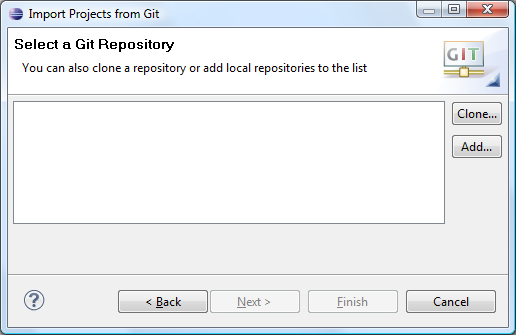 Import Projects from Git
Select a Git Repository
You can also clone a repository or add local repositories to the list
GIT
Clone...
Add...
?
< Back
Next >
Finish
Cancel